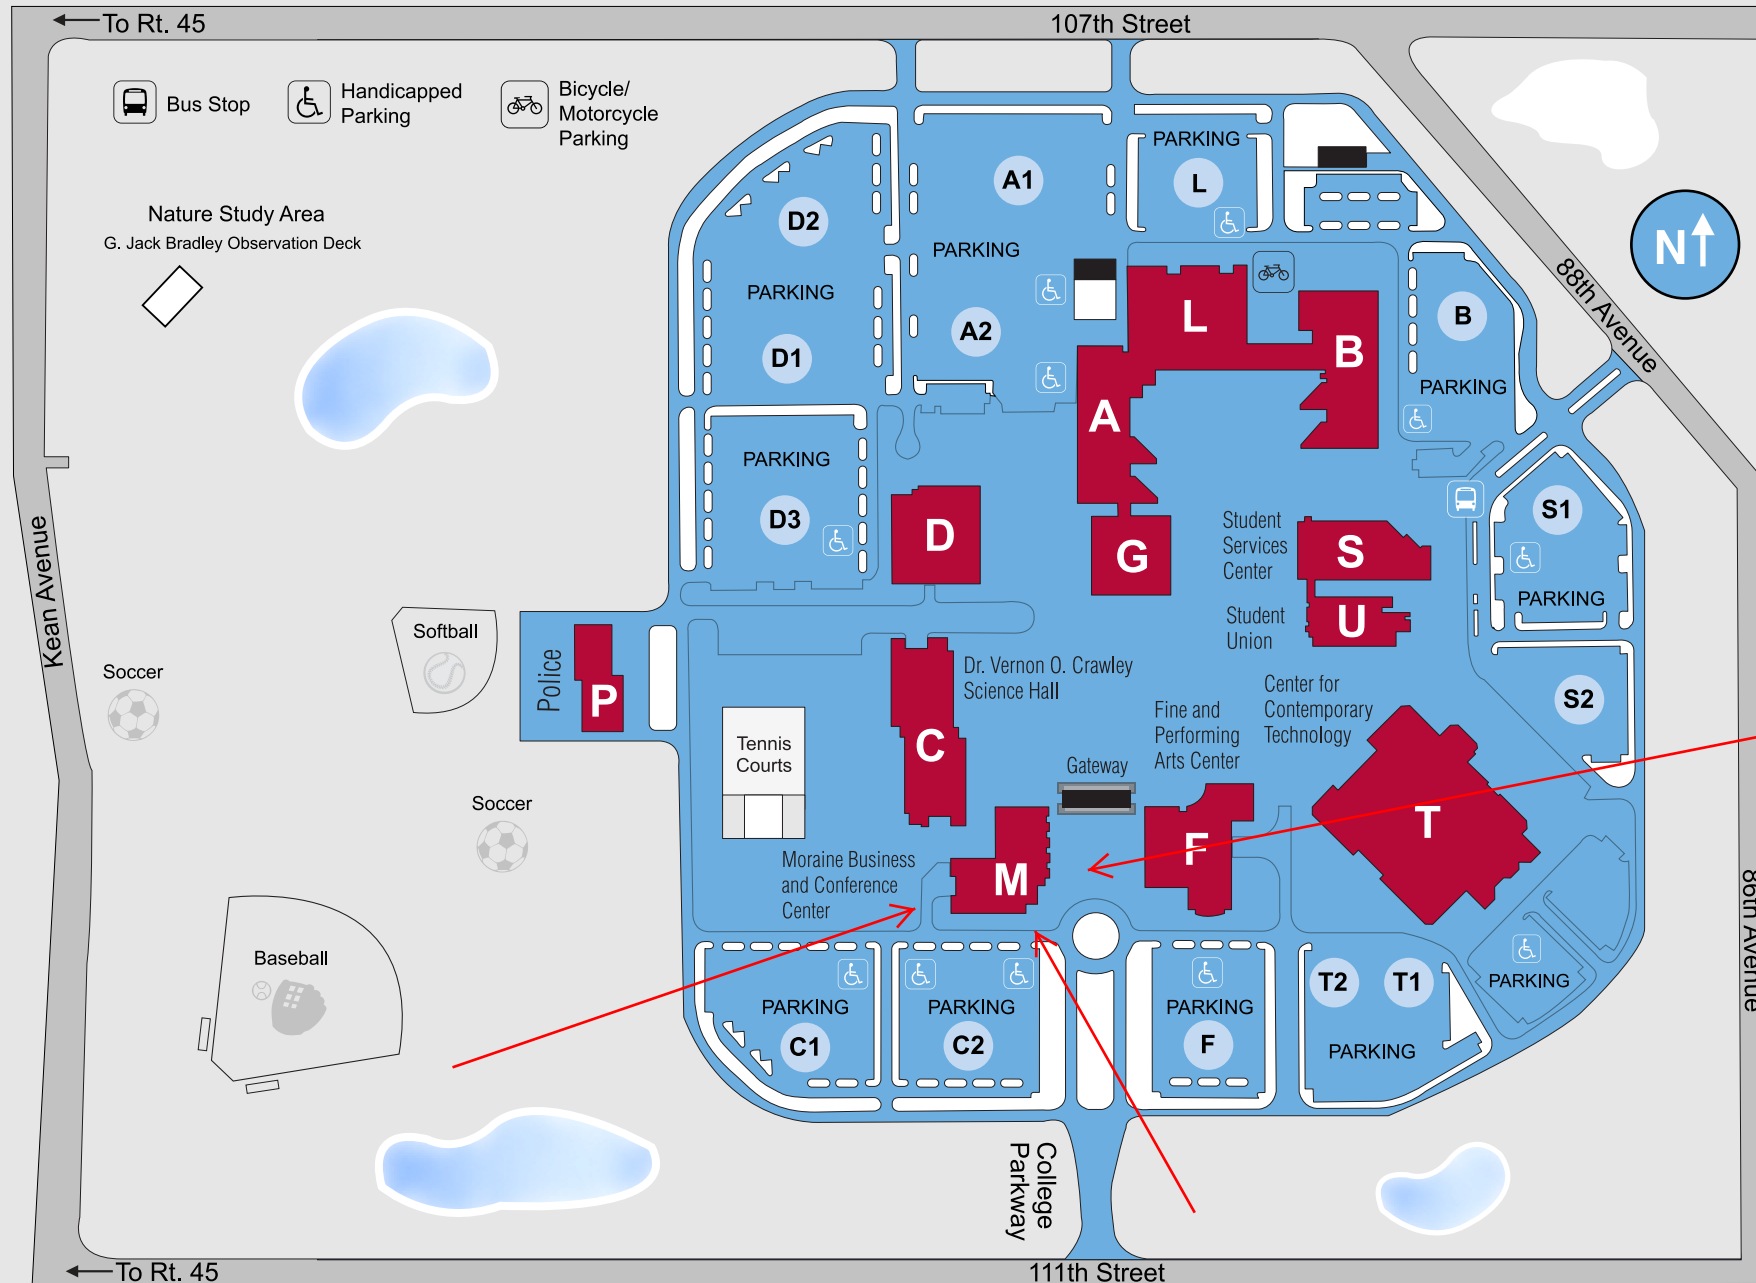 To Rt. 45
107th Street
Bus Stop
Handicapped
Parking
Bicycle/
Motorcycle
Parking
Nature Study Area
G. Jack Bradley Observation Deck
N
88th Avenue
Kean Avenue
86th Avenue
PARKING
D2
PARKING
D1
A1
PARKING
A2
PARKING
L
L
B
A
B
PARKING
PARKING
D3
D
G
Student
Services
Center
S
Student
Union
U
S1
PARKING
S2
Softball
Soccer
Police
P
Dr. Vernon O. Crawley
Science Hall
C
Tennis
Courts
Gateway
Fine and
Performing
Arts Center
F
Center for
Contemporary
Technology
T
Soccer
Moraine Business
and Conference
Center
M
Baseball
PARKING
C1
PARKING
C2
PARKING
F
T2
T1
PARKING
PARKING
College
Parkway
To Rt. 45
111th Street